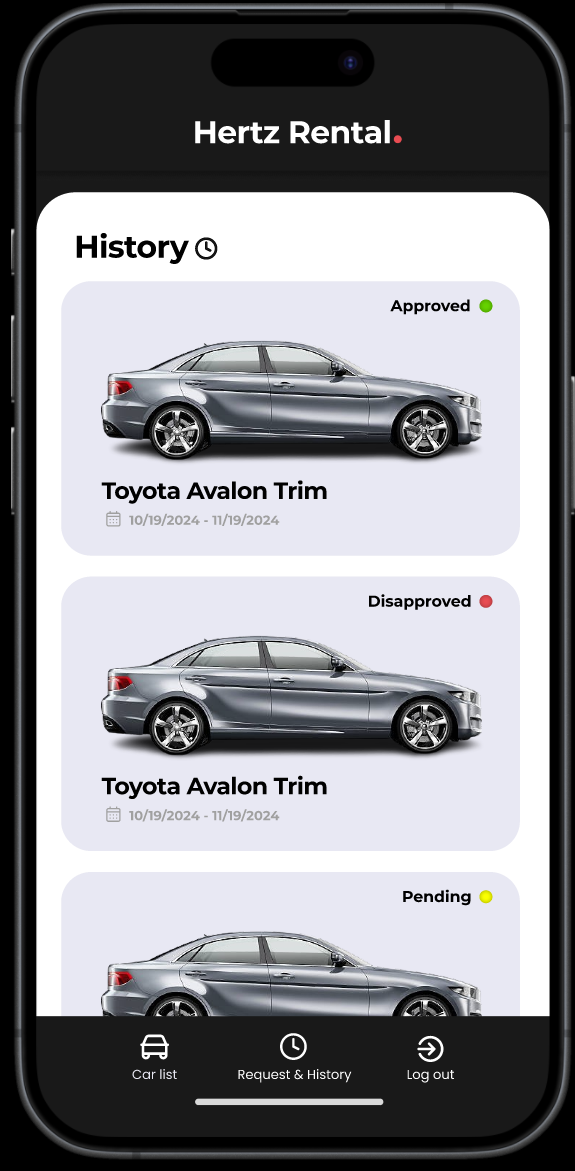 Hertz Rental.
History
Approved
Toyota Avalon Trim
10/19/2024 - 11/19/2024
Disapproved
Toyota Avalon Trim
10/19/2024 - 11/19/2024
Pending
Car list
Request & History
Log out